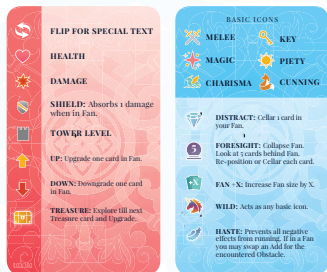 FLIP FOR SPECIAL TEXT
HEALTH
DAMAGE
SHIELD: Absorbs 1 damage
when in Fan.
TOWER LEVEL
UP: Upgrade one card in Fan.
DOWN: Downgrade one card
in Fan.
TREASURE: Explore till next
Treasure card and Upgrade.
BASIC ICONS
MELEE
KEY
MAGIC
PIETY
CHARISMA
CUNNING
DISTRACT: Cellar 1 card in
your Fan.
5
FORESIGHT: Collapse Fan.
Look at 5 cards behind Fan.
Re-position or Cellar each card.
+X
FAN +X: Increase Fan size by X.
WILD: Acts as any basic icon.
HASTE: Prevents all negative
effects from running. If in a Fan
you may swap an Add for the
encountered Obstacle.